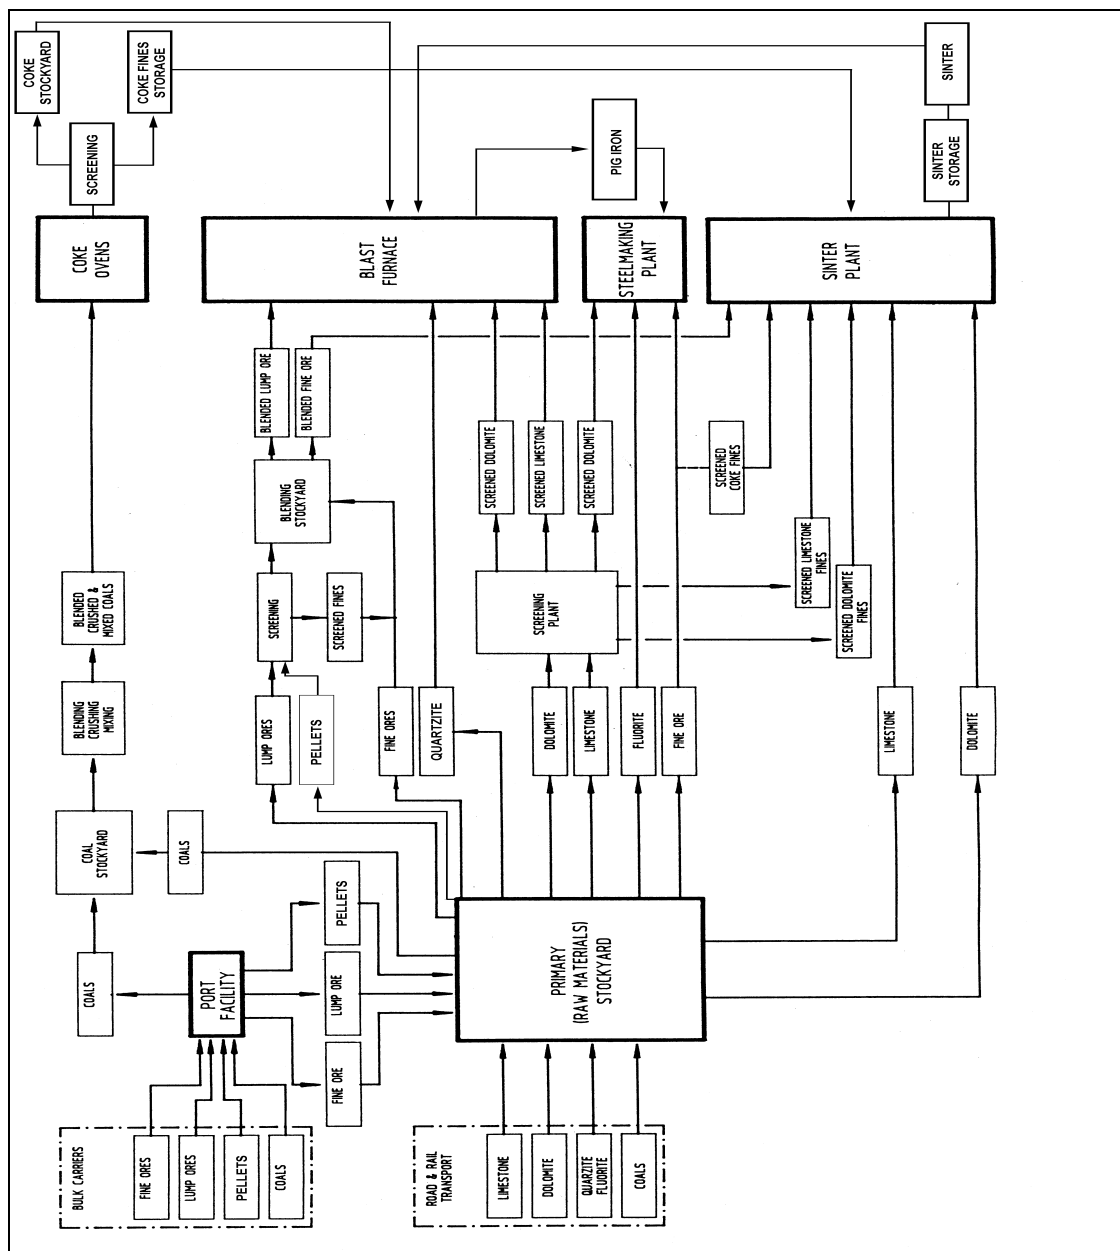 BULK CARRIERS
FINE ORES
LUMP ORES
PELLETS
COALS
ROAD & RAIL
TRANSPORT
LIMESTONE
DOLOMITE
QUARZITE
FLUORITE
COALS
COALS
PORT
FACILITY
FINE ORE
LUMP ORE
PELLETS
PRIMARY
(RAW MATERIALS)
STOCKYARD
COAL
STOCKYARD
COALS
BLENDING
CRUSHING
MIXING
BLENDED
CRUSHED &
MIXED COALS
LUMP ORES
PELLETS
FINE ORES
QUARTZITE
DOLOMITE
LIMESTONE
FLUORITE
FINE ORE
LIMESTONE
DOLOMITE
SCREENING
SCREENED FINES
SCREENING
PLANT
SCREENED LIMESTONE
FINES
SCREENED DOLOMITE
FINES
BLENDING
STOCKYARD
SCREENED DOLOMITE
SCREENED LIMESTONE
SCREENED DOLOMITE
SCREENED
COKE FINES
BLENDED LUMP ORE
BLENDED FINE ORE
COKE
OVENS
BLAST
FURNACE
STEELMAKING
PLANT
SINTER
PLANT
SCREENING
PIG IRON
SINTER
STORAGE
COKE
STOCKYARD
COKE FINES
STORAGE
SINTER